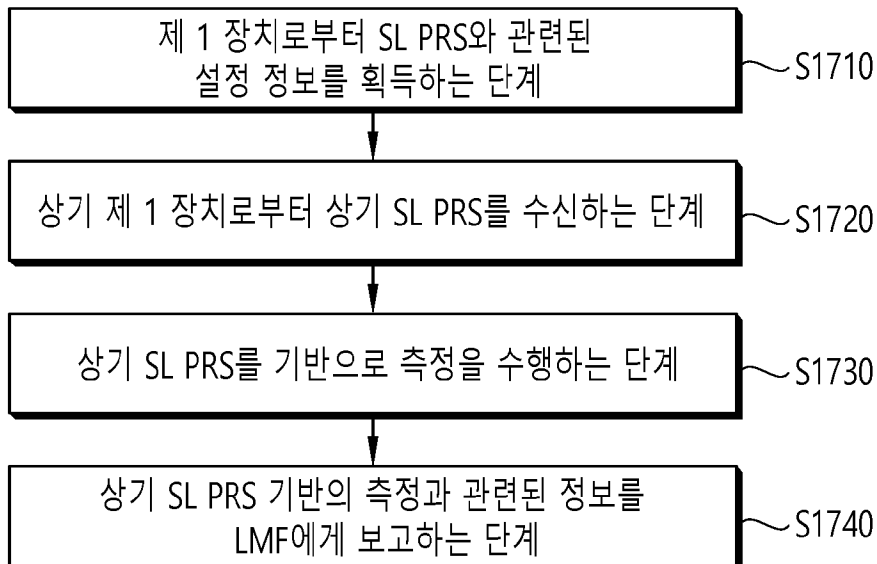 제 1 장치로부터 SL PRS와 관련된
설정 정보를 획득하는 단계
S1710
상기 제 1 장치로부터 상기 SL PRS를 수신하는 단계
S1720
상기 SL PRS를 기반으로 측정을 수행하는 단계
S1730
상기 SL PRS 기반의 측정과 관련된 정보를
LMF에게 보고하는 단계
S1740